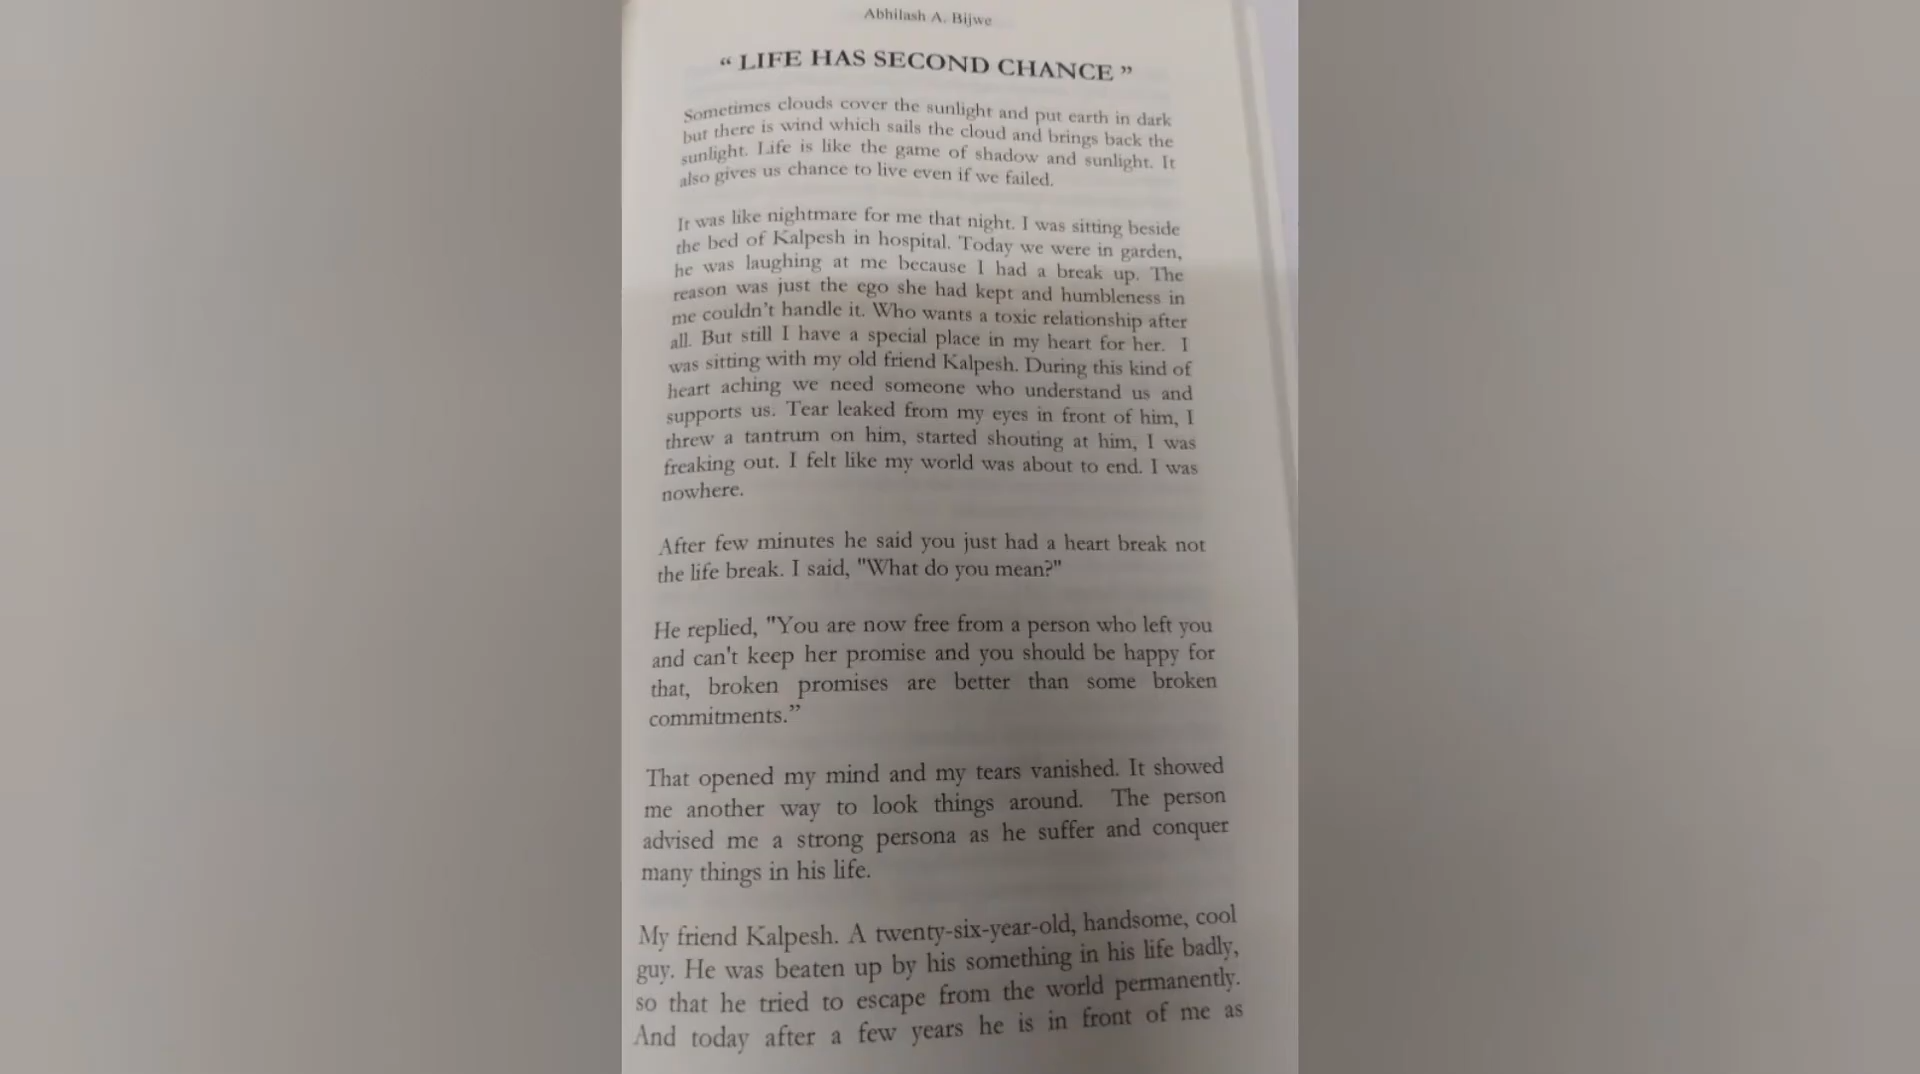 Abhilash A. Bijwe
“ LIFE HAS SECOND CHANCE ”
Sometimes clouds cover the sunlight and put earth in dark
but there is wind which sails the cloud and brings back the
sunlight. Life is like the game of shadow and sunlight. It
also gives us chance to live even if we failed.
It was like nightmare for me that night. I was sitting beside
the bed of Kalpesh in hospital. Today we were in garden,
he was laughing at me because I had a break up. The
reason was just the ego she had kept and humbleness in
me couldn’t handle it. Who wants a toxic relationship after
all. But still I have a special place in my heart for her. I
was sitting with my old friend Kalpesh. During this kind of
heart aching we need someone who understand us and
supports us. Tear leaked from my eyes in front of him, I
threw a tantrum on him, started shouting at him, I was
freaking out. I felt like my world was about to end. I was
nowhere.
After few minutes he said you just had a heart break not
the life break. I said, "What do you mean?"
He replied, "You are now free from a person who left you
and can't keep her promise and you should be happy for
that, broken promises are better than some broken
commitments.”
That opened my mind and my tears vanished. It showed
me another way to look things around. The person
advised me a strong persona as he suffer and conquer
many things in his life.
My friend Kalpesh. A twenty-six-year-old, handsome, cool
guy. He was beaten up by his something in his life badly,
so that he tried to escape from the world permanently.
And today after a few years he is in front of me as